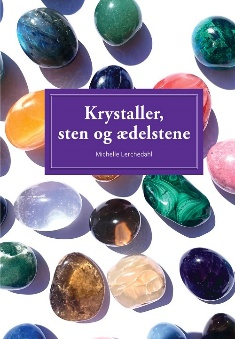 Krystaller,
sten og ædelstene
Michelle Lerchedahl